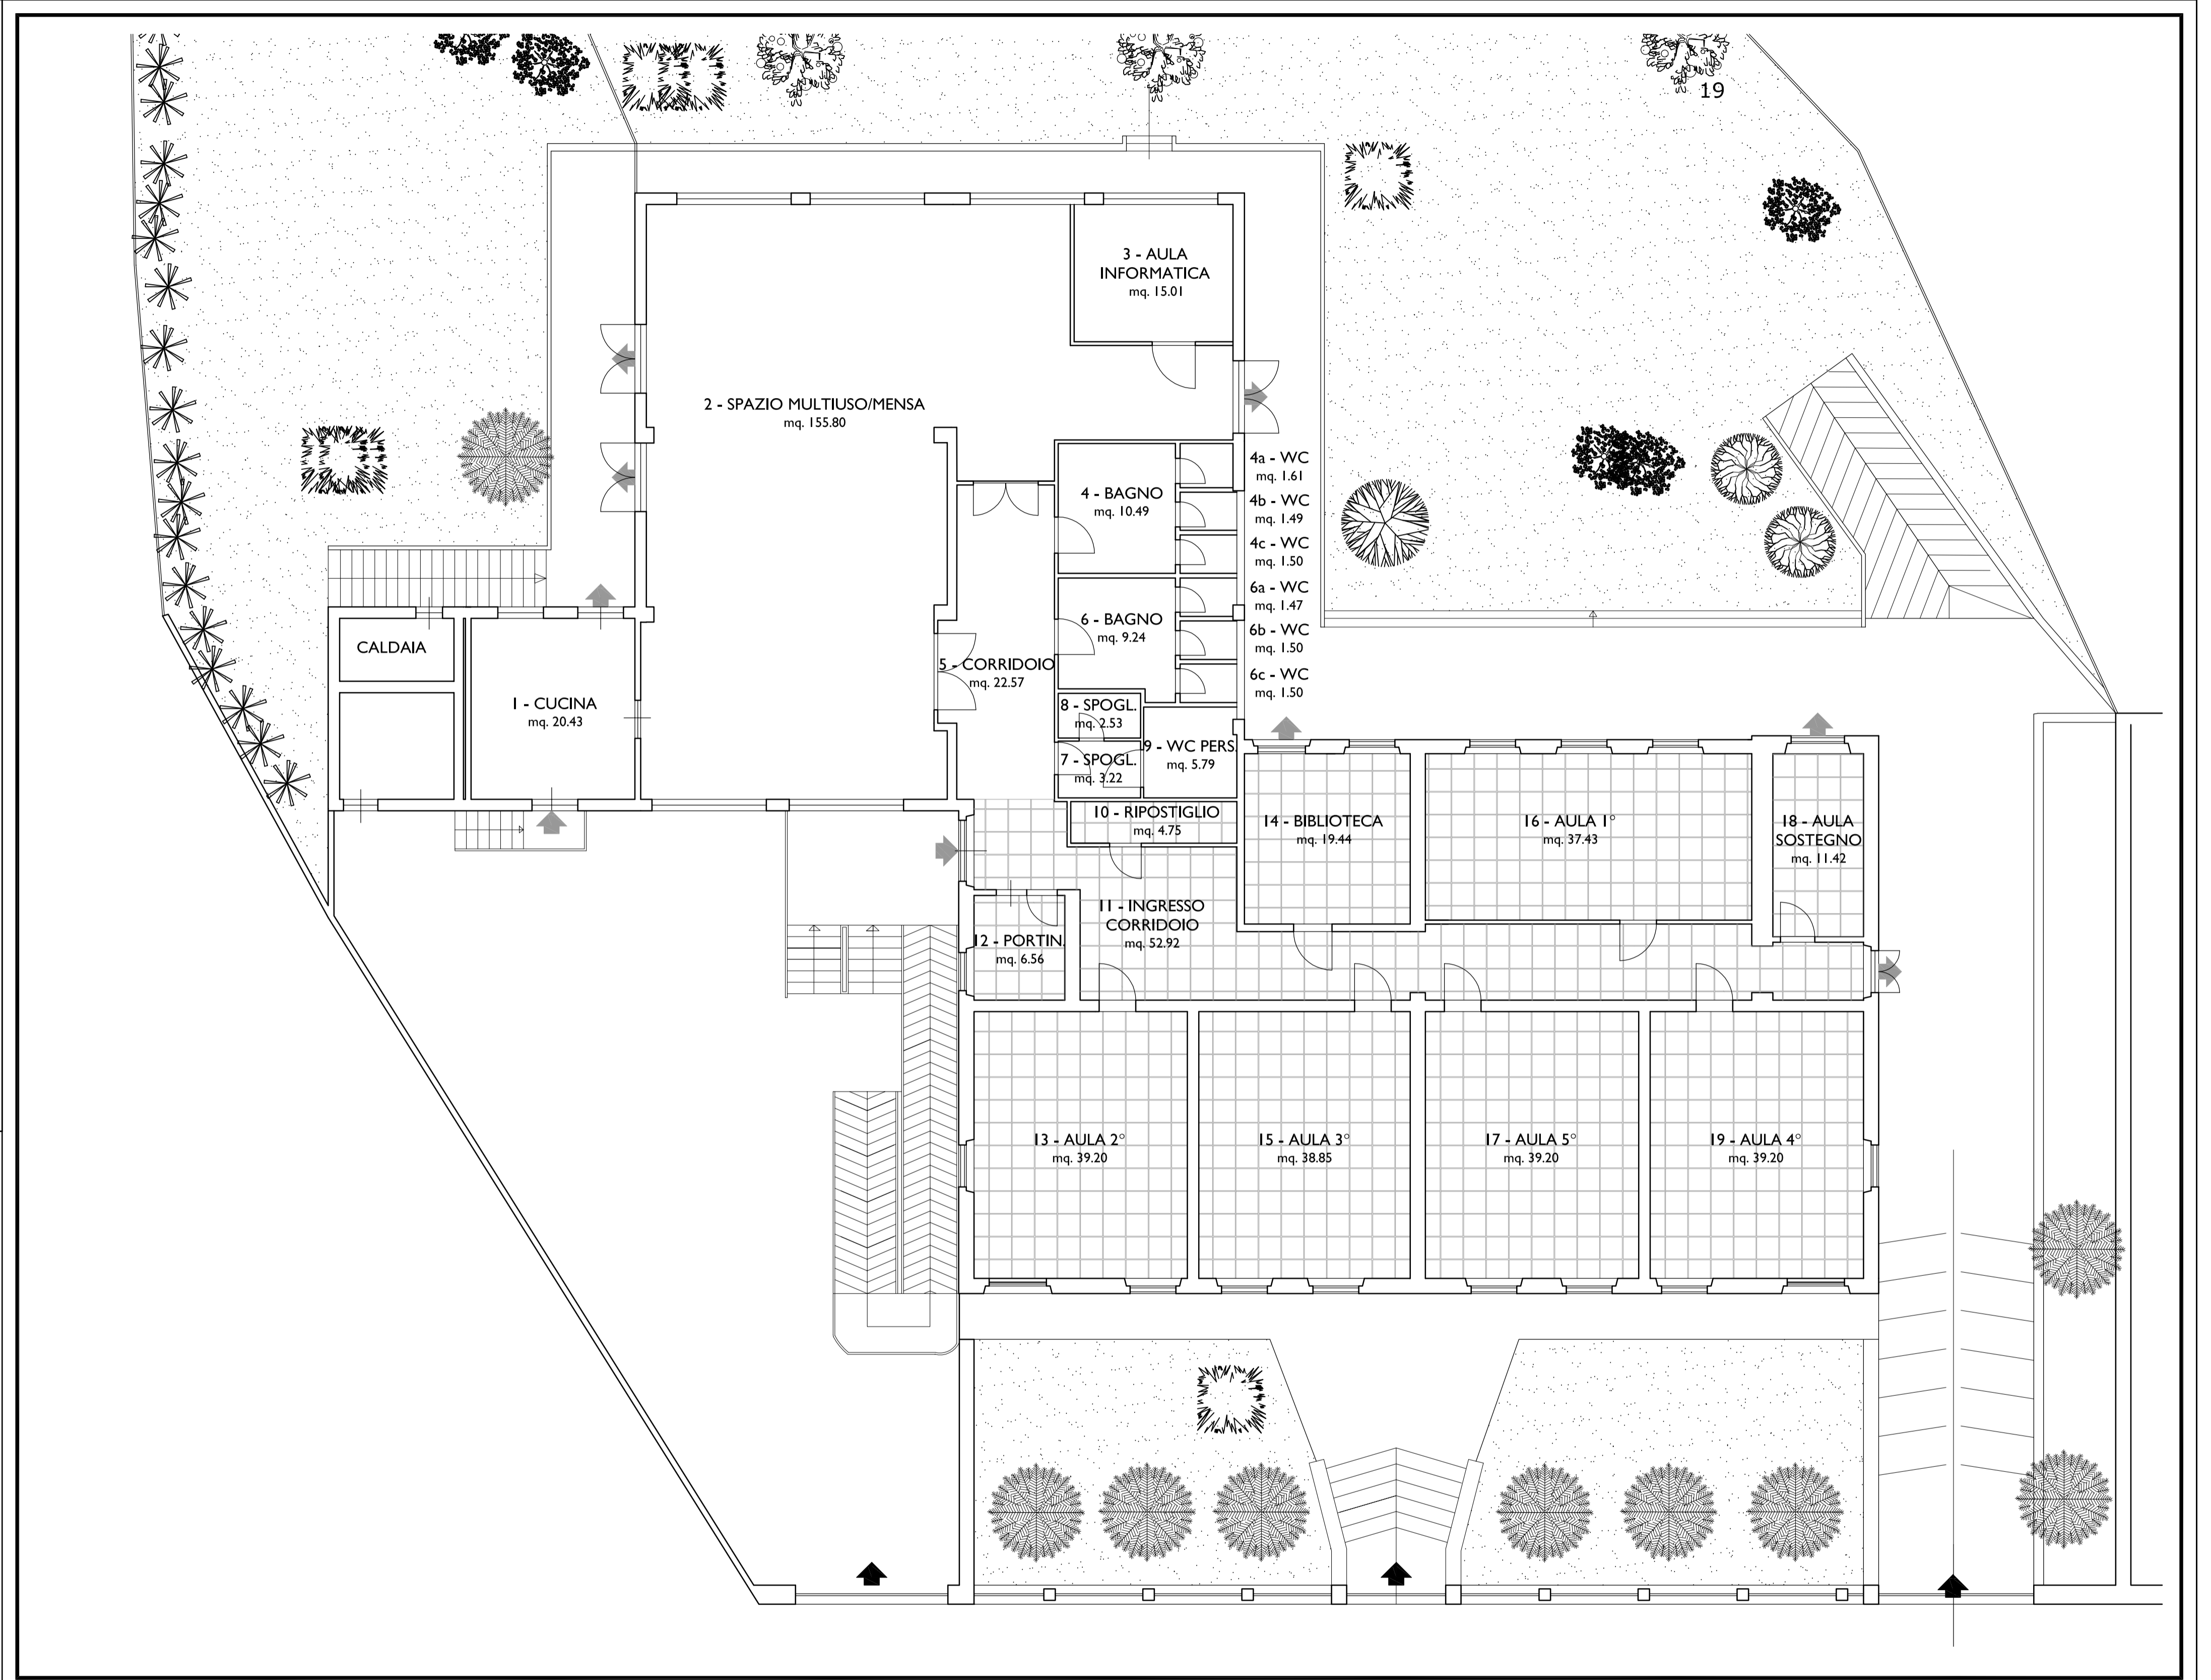 19
3 - AULA
INFORMATICA
mq. 15.01
2 - SPAZIO MULTIUSO/MENSA
mq. 155.80
4a - WC
mq. 1.61
4 - BAGNO
mq. 10.49
4b - WC
mq. 1.49
4c - WC
mq. 1.50
6a - WC
mq. 1.47
6 - BAGNO
mq. 9.24
6b - WC
mq. 1.50
6c - WC
mq. 1.50
CALDAIA
5 - CORRIDOIO
mq. 22.57
1 - CUCINA
mq. 20.43
8 - SPOGL.
mq. 2.53
9 - WC PERS.
mq. 5.79
7 - SPOGL.
mq. 3.22
10 - RIPOSTIGLIO
mq. 4.75
14 - BIBLIOTECA
mq. 19.44
16 - AULA 1°
mq. 37.43
18 - AULA
SOSTEGNO
mq. 11.42
11 - INGRESSO
CORRIDOIO
mq. 52.92
12 - PORTIN.
mq. 6.56
13 - AULA 2°
mq. 39.20
15 - AULA 3°
mq. 38.85
17 - AULA 5°
mq. 39.20
19 - AULA 4°
mq. 39.20